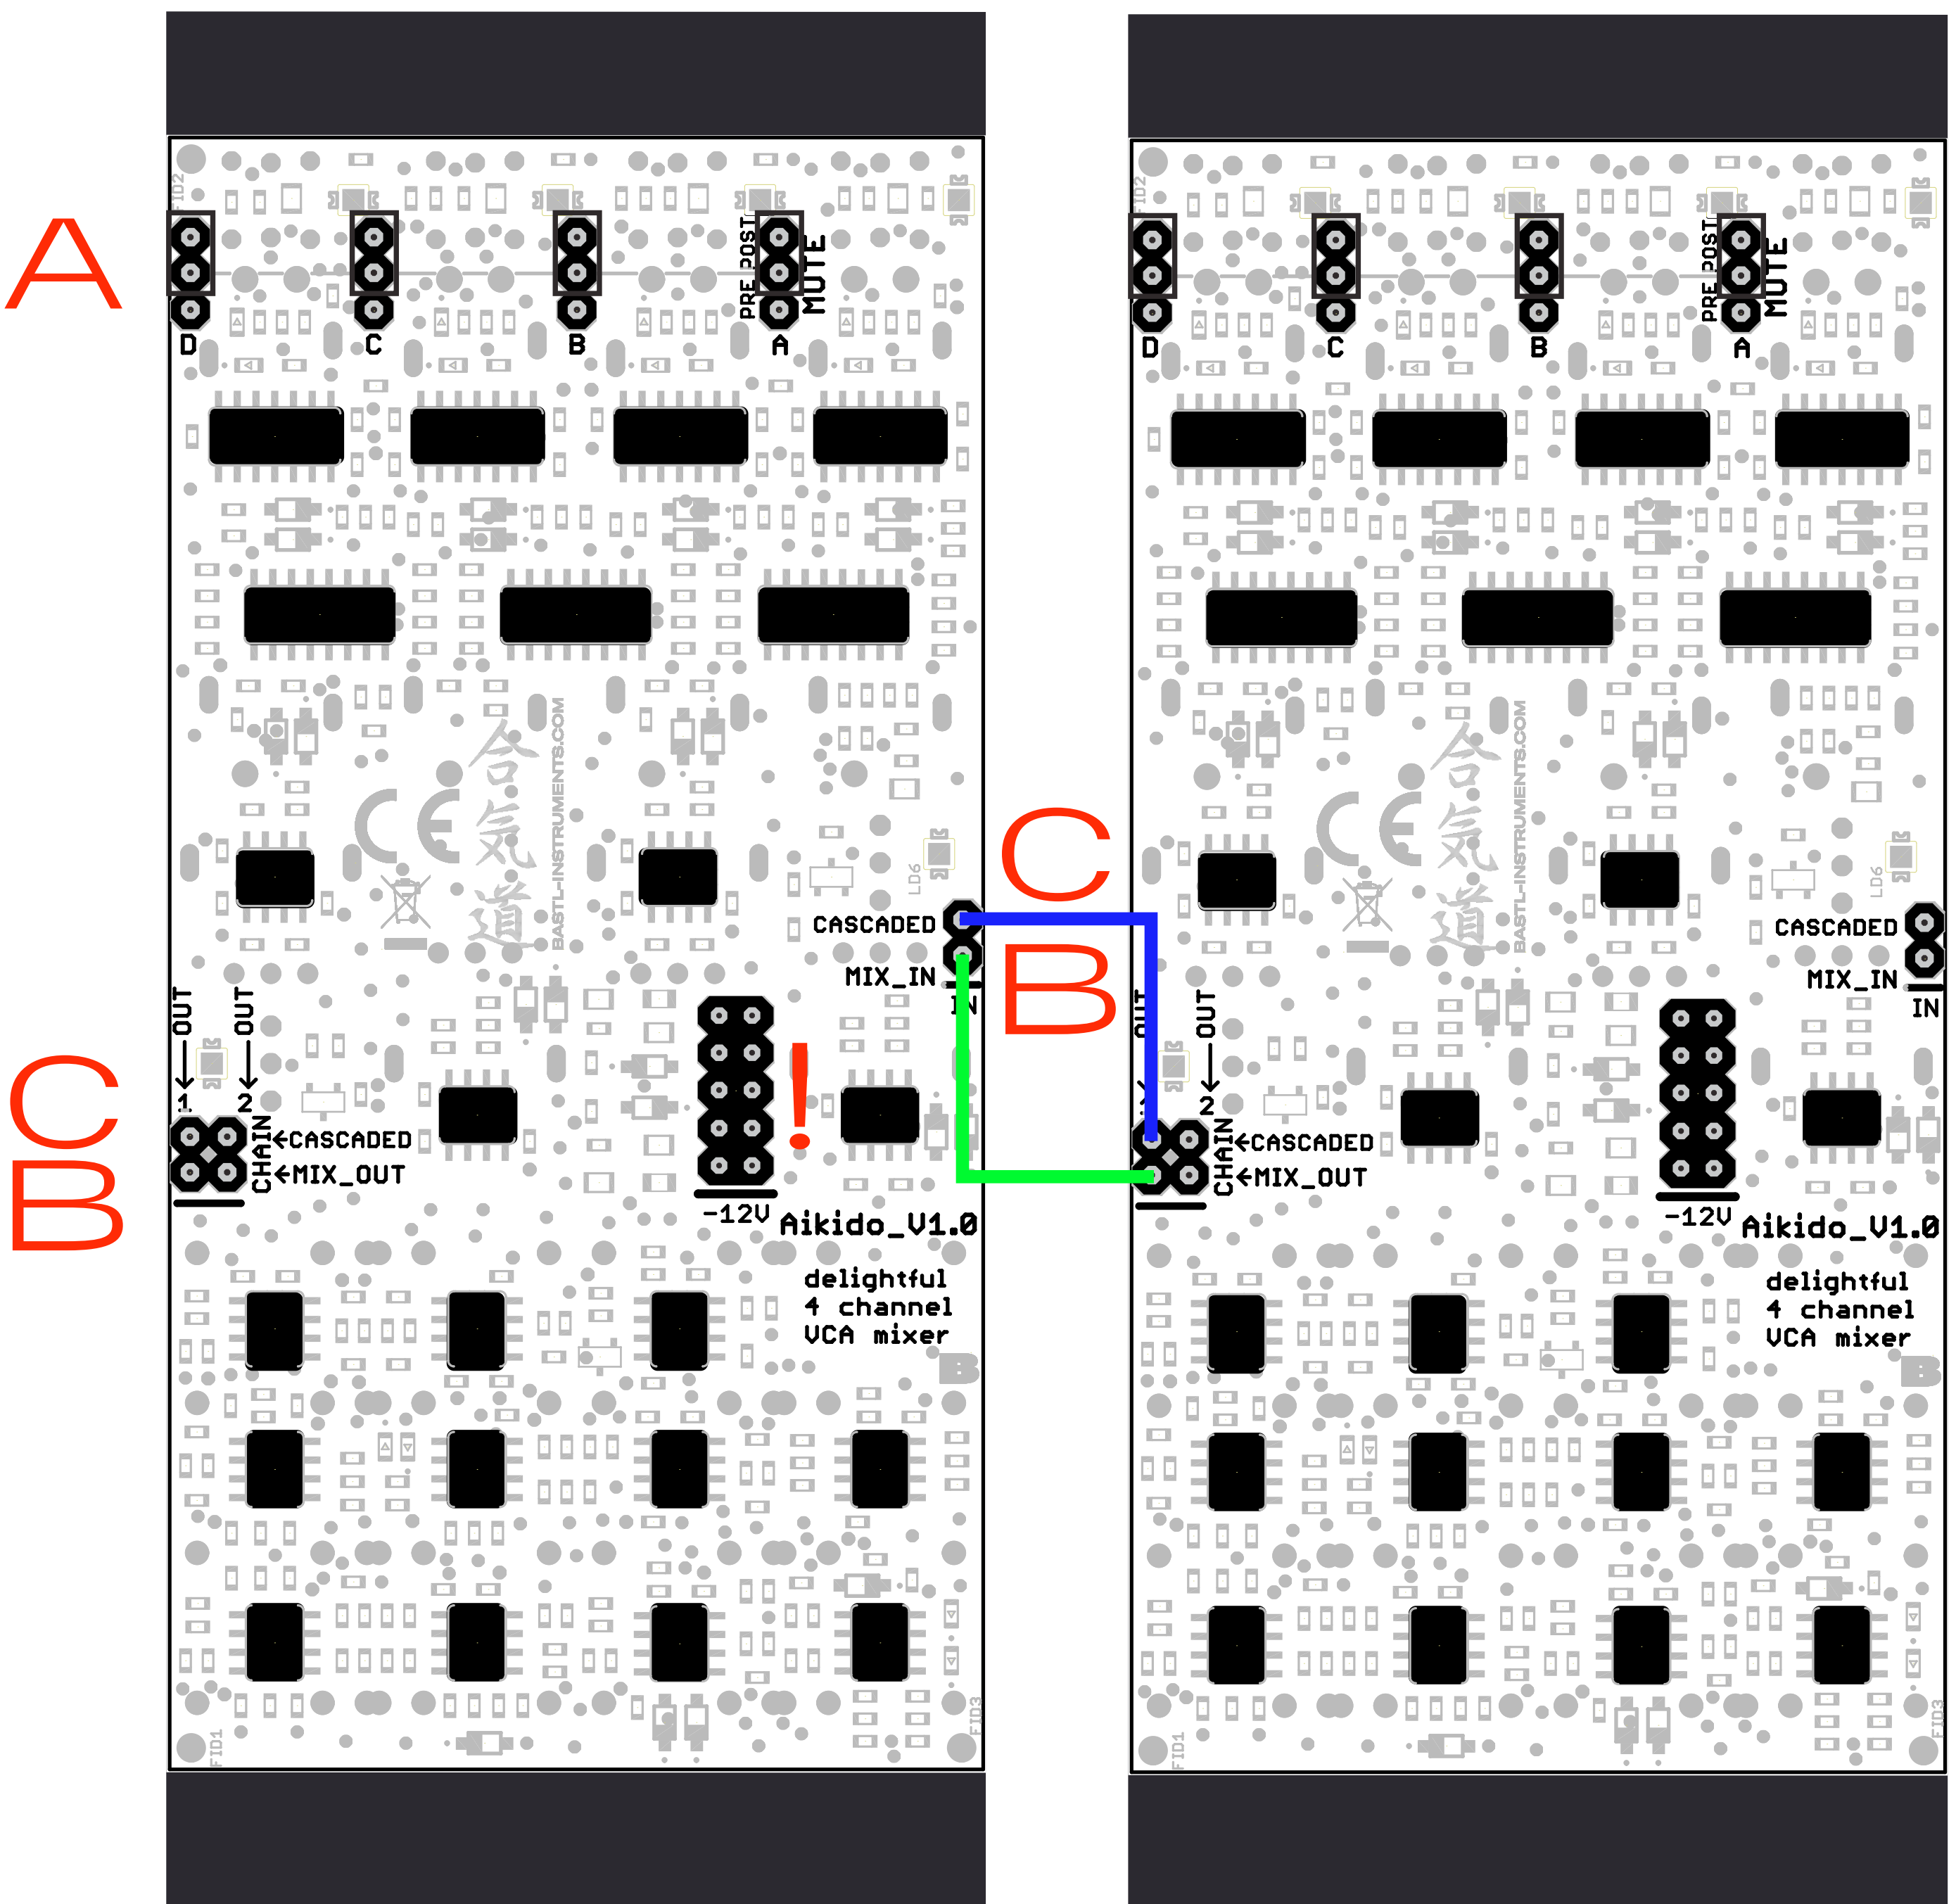 A
FID2
PRE POST
MUTE
D
C
B
A
合気道
BASTL-INSTRUMENTS.COM
CE
LD6
CASCADED
MIX_IN
IN
OUT
OUT
1
2
CHAIN
←CASCADED
←MIX_OUT
C
B
!
-12V
Aikido_V1.0
delightful
4 channel
VCA mixer
B
FID1
FID3
C
B
FID2
PRE POST
MUTE
D
C
B
A
合気道
BASTL-INSTRUMENTS.COM
CE
LD6
CASCADED
MIX_IN
IN
OUT
OUT
2
CHAIN
←CASCADED
←MIX_OUT
-12V
Aikido_V1.0
delightful
4 channel
VCA mixer
B
FID1
FID3